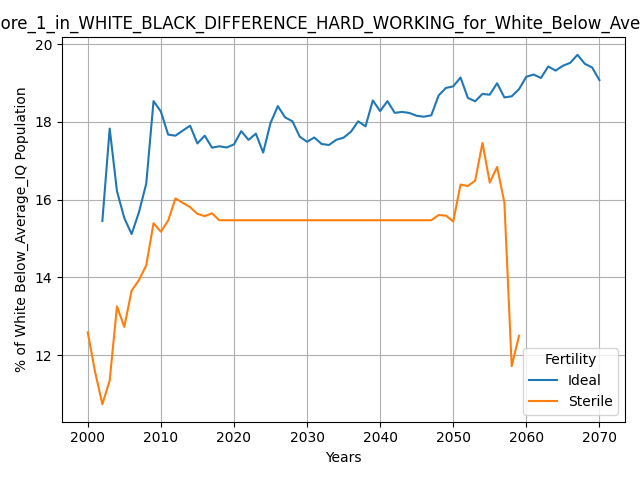 ore_1_in_WHITE_BLACK_DIFFERENCE_HARD_WORKING_for_White_Below_Ave
% of White Below_Average_IQ Population
20
18
16
14
12
2000 2010 2020 2030 2040 2050 2060 2070
Years
Fertility
Ideal
Sterile